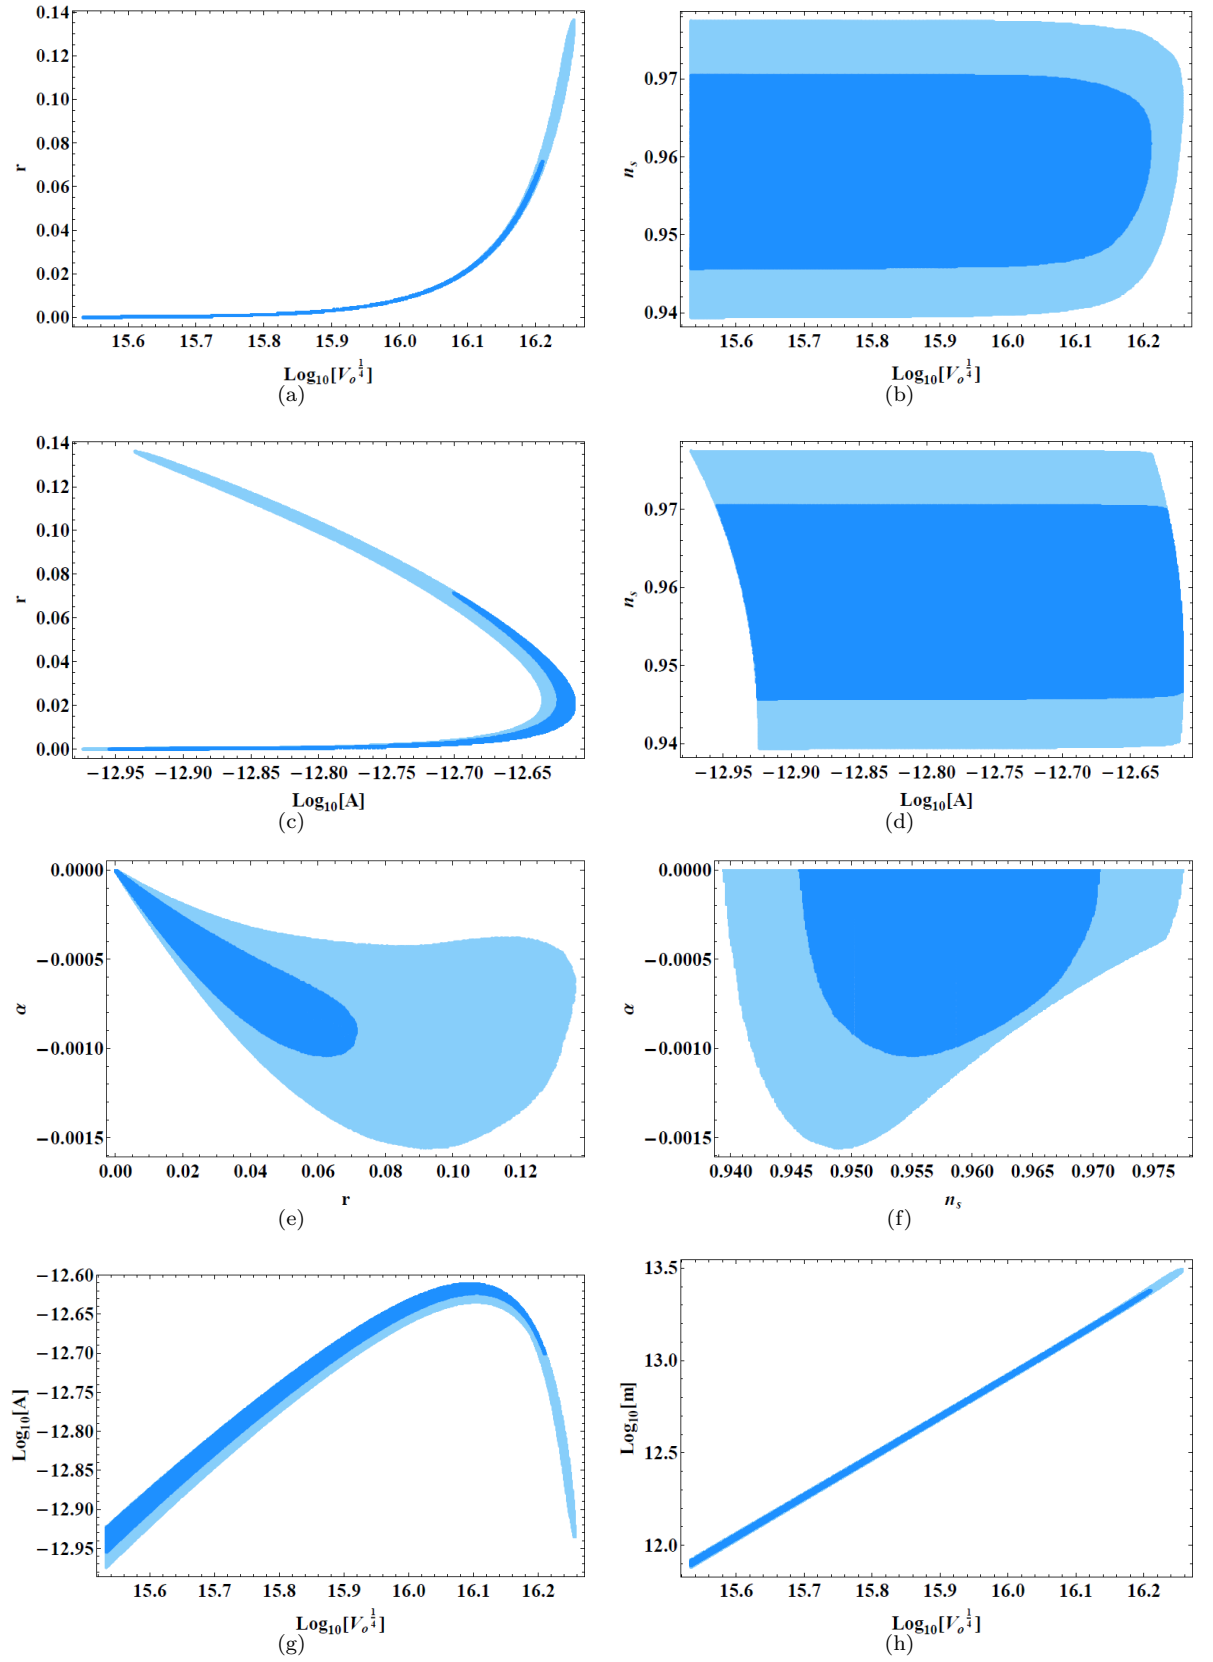 0.14
0.12
0.10
0.08
0.06
0.04
0.02
0.00
r
15.6 15.7 15.8 15.9 16.0 16.1 16.2
Log₁₀[V_o^{1/4}]
(a)
0.97
0.96
0.95
0.94
n_s
15.6 15.7 15.8 15.9 16.0 16.1 16.2
Log₁₀[V_o^{1/4}]
(b)
0.14
0.12
0.10
0.08
0.06
0.04
0.02
0.00
r
−12.95 −12.90 −12.85 −12.80 −12.75 −12.70 −12.65
Log₁₀[A]
(c)
0.97
0.96
0.95
0.94
n_s
−12.95 −12.90 −12.85 −12.80 −12.75 −12.70 −12.65
Log₁₀[A]
(d)
0.0000
−0.0005
−0.0010
−0.0015
α
0.00 0.02 0.04 0.06 0.08 0.10 0.12
r
(e)
0.0000
−0.0005
−0.0010
−0.0015
α
0.940 0.945 0.950 0.955 0.960 0.965 0.970 0.975
n_s
(f)
−12.60
−12.65
−12.70
−12.75
−12.80
−12.85
−12.90
−12.95
Log₁₀[A]
15.6 15.7 15.8 15.9 16.0 16.1 16.2
Log₁₀[V_o^{1/4}]
(g)
13.5
13.0
12.5
12.0
Log₁₀[m]
15.6 15.7 15.8 15.9 16.0 16.1 16.2
Log₁₀[V_o^{1/4}]
(h)